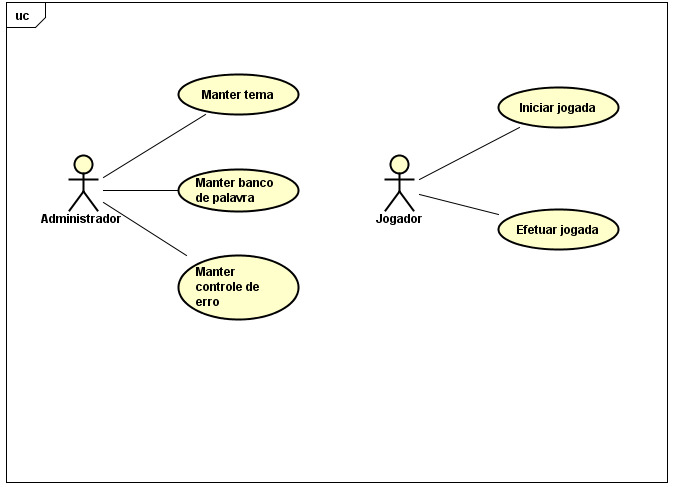 uc
Manter tema
Manter banco
de palavra
Administrador
Manter
controle de
erro
Iniciar jogada
Jogador
Efetuar jogada